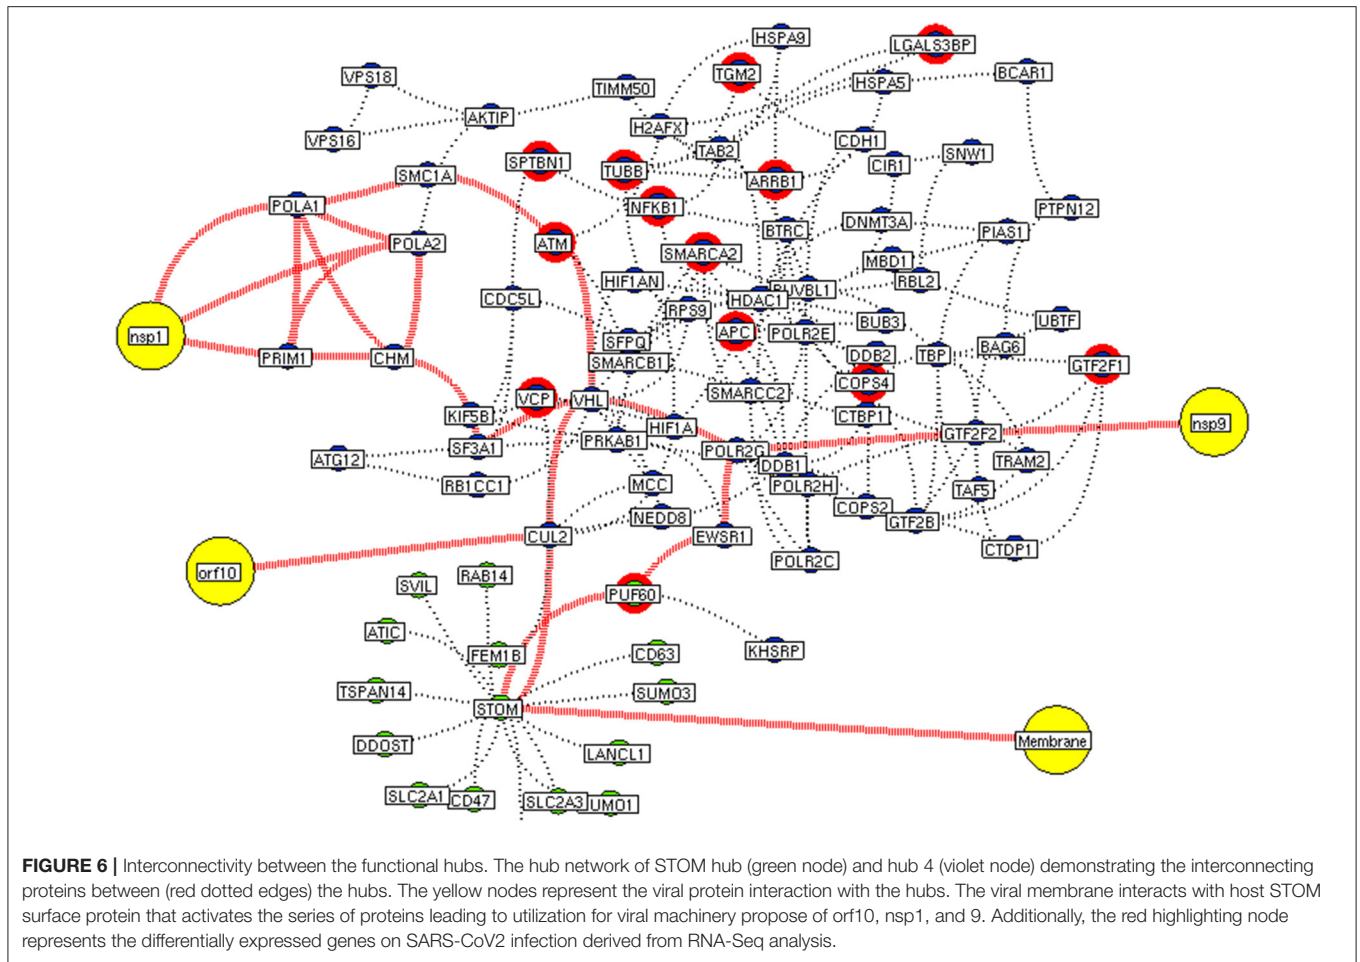 HSPA9
LGALS3BP
VPS18
TGM2
BCAR1
HSPA5
TIMM50
AKTIP
H2AFX
VPS16
TAB2
CDH1
SNW1
CIR1
SPTBN1
TUBB
SMC1A
ARRB1
POLA1
NFKB1
PTPN12
DNMT3A
BTRC
PIAS1
POLA2
ATM
SMARCA2
MBD1
HIF1AN
RBL2
CDC5L
HDAC1
RPS9
UBTF
BUB3
nsp1
APC
POLR2E
SFPQ
BAG6
DDB2
TBP
PRIM1
CHM
SMARCB1
GTF2F1
COPS4
SMARCC2
VCP
VHL
KIF5B
CTBP1
nsp9
HIF1A
GTF2F2
PRKAB1
SF3A1
POLR2G
ATG12
TRAM2
DDB1
RB1CC1
MCC
POLR2H
TAF5
COPS2
NEDD8
GTF2B
CUL2
EWSR1
CTDP1
POLR2C
orf10
RAB14
SVIL
PUF60
ATIC
KHSRP
FEM1B
CD63
TSPAN14
SUMO3
STOM
Membrane
DDOST
LANCL1
SLC2A1
CD47
SLC2A3
UMO1
FIGURE 6 | Interconnectivity between the functional hubs. The hub network of STOM hub (green node) and hub 4 (violet node) demonstrating the interconnecting
proteins between (red dotted edges) the hubs. The yellow nodes represent the viral protein interaction with the hubs. The viral membrane interacts with host STOM
surface protein that activates the series of proteins leading to utilization for viral machinery propose of orf10, nsp1, and 9. Additionally, the red highlighting node
represents the differentially expressed genes on SARS-CoV2 infection derived from RNA-Seq analysis.